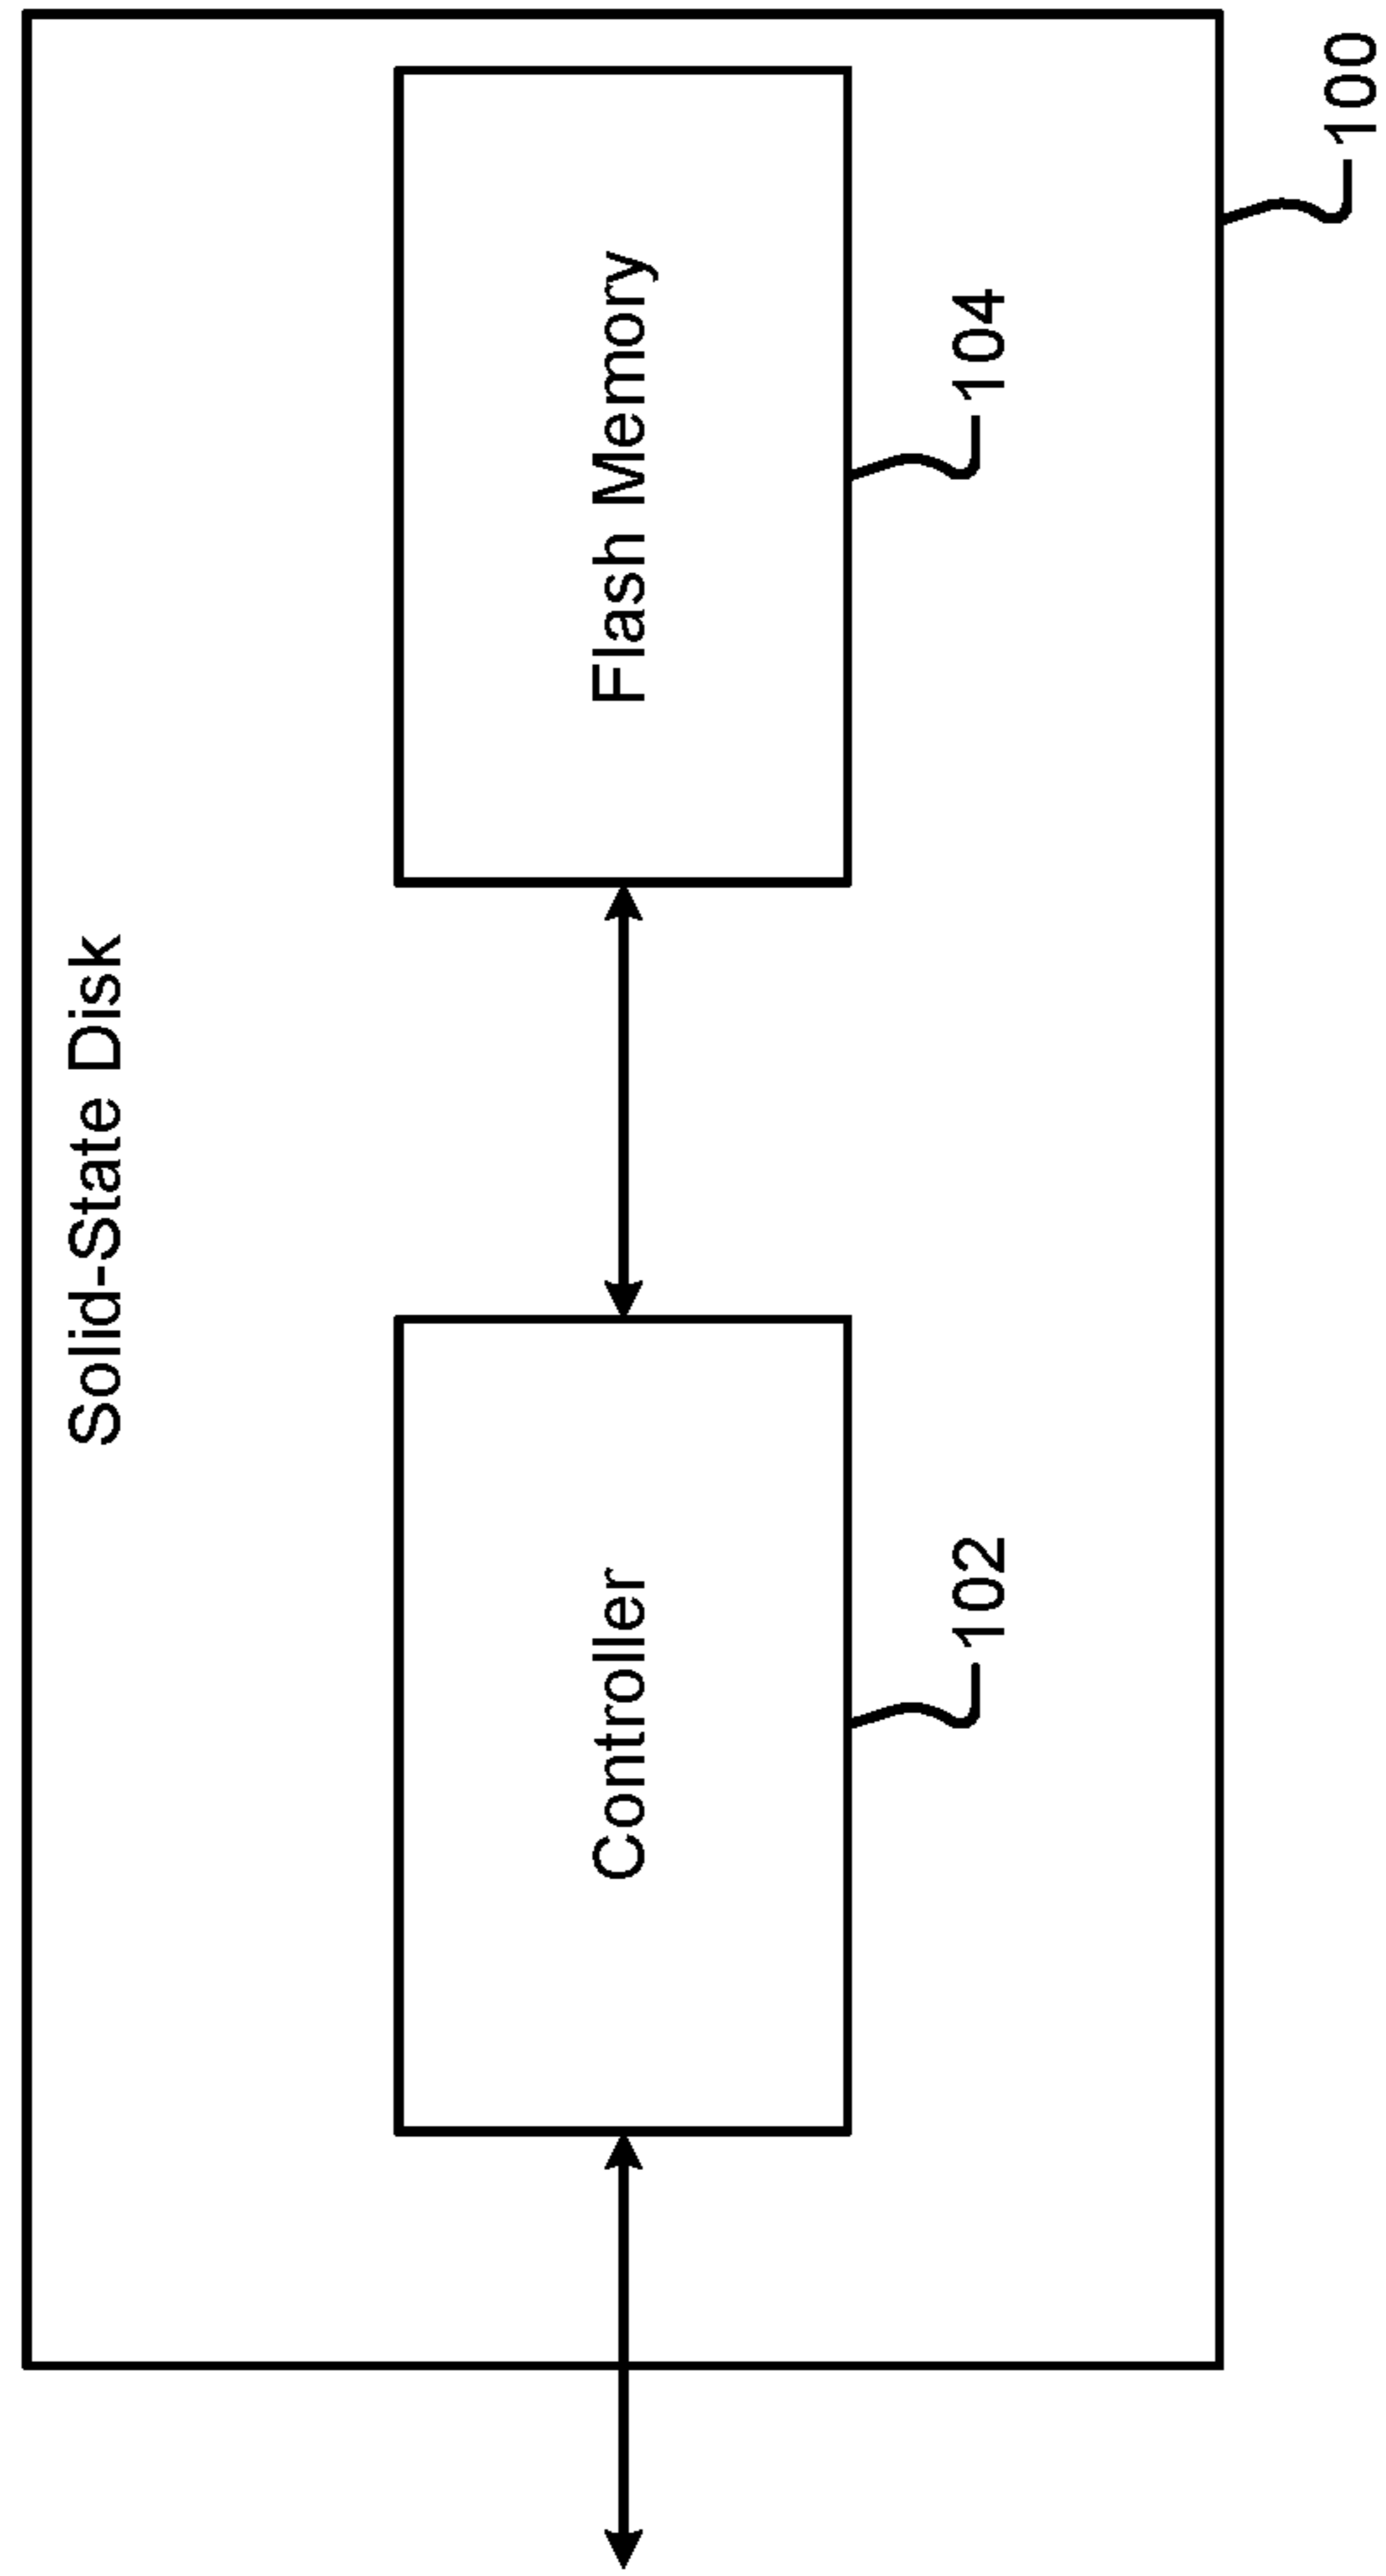 Solid-State Disk
Controller
Flash Memory
102
104
100